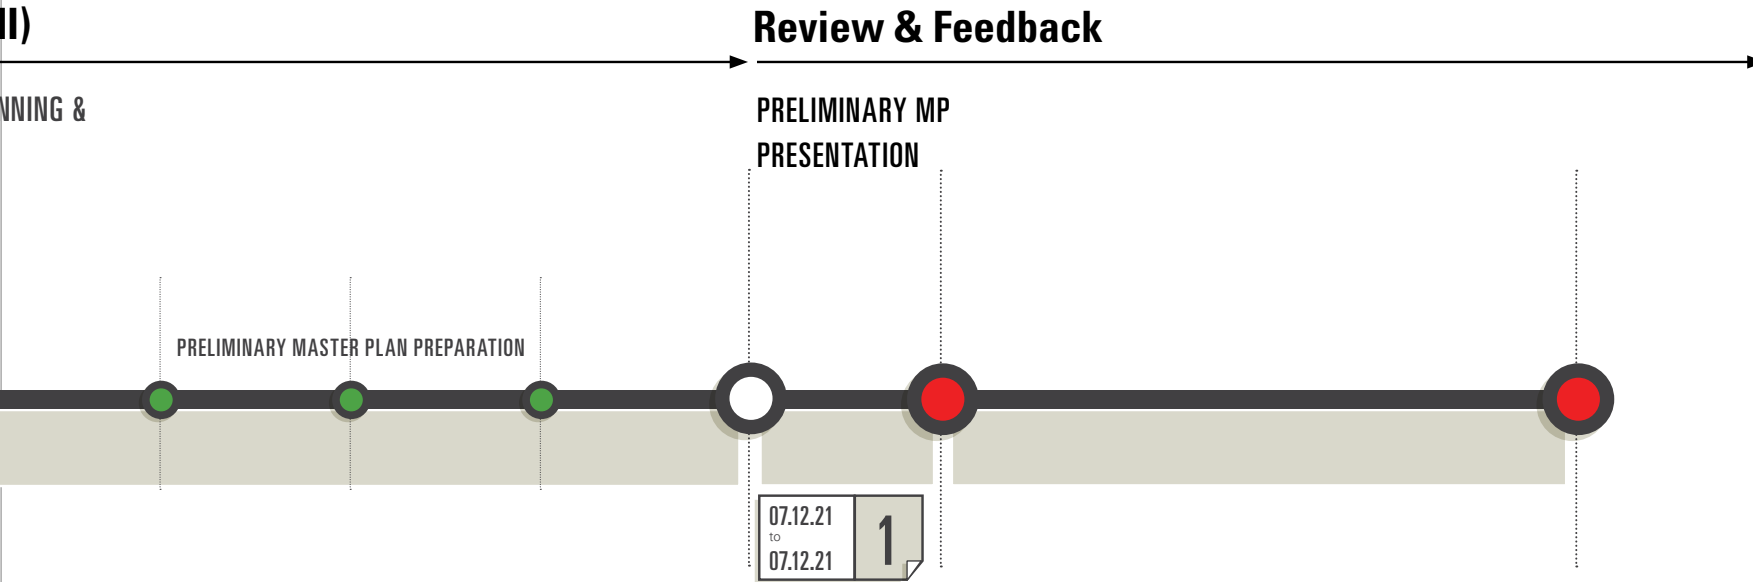 II)
Review & Feedback
NNING &
PRELIMINARY MP
PRESENTATION
PRELIMINARY MASTER PLAN PREPARATION
07.12.21
to
07.12.21
1